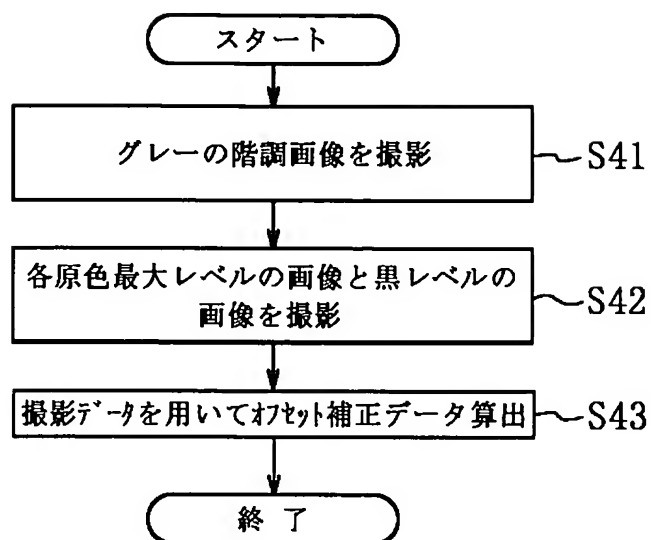 スタート
グレーの階調画像を撮影
S41
各原色最大レベルの画像と黒レベルの
画像を撮影
S42
撮影ﾃﾞｰﾀを用いてｵﾌｾｯﾄ補正データ算出
S43
終 了